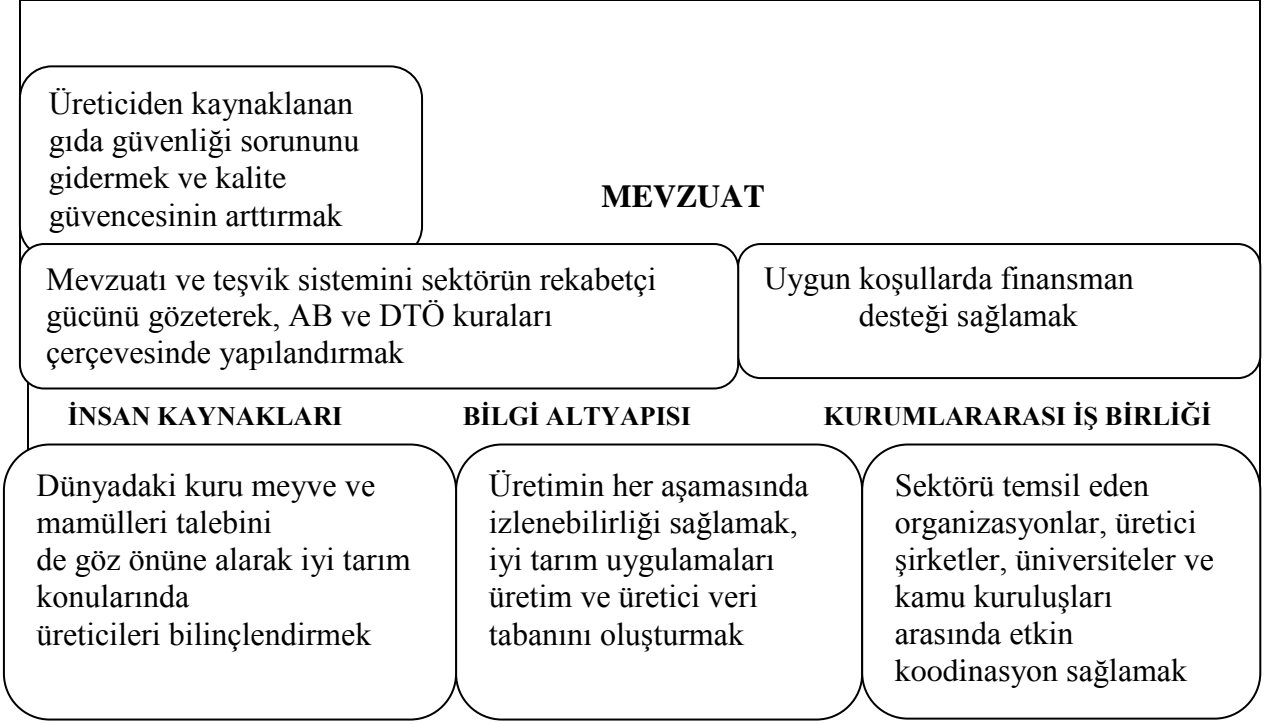 Üreticiden kaynaklanan
gıda güvenliği sorununu
gidermek ve kalite
güvencesinin arttırmak
MEVZUAT
Mevzuatı ve teşvik sistemini sektörün rekabetçi
gücünü gözeterek, AB ve DTÖ kuraları
çerçevesinde yapılandırmak
Uygun koşullarda finansman
desteği sağlamak
İNSAN KAYNAKLARI
BİLGİ ALTYAPISI
KURUMLARARASI İŞ BİRLİĞİ
Dünyadaki kuru meyve ve
mamülleri talebini
de göz önüne alarak iyi tarım
konularında
üreticileri bilinçlendirmek
Üretimin her aşamasında
izlenebilirliği sağlamak,
iyi tarım uygulamaları
üretim ve üretici veri
tabanını oluşturmak
Sektörü temsil eden
organizasyonlar, üretici
şirketler, üniversiteler ve
kamu kuruluşları
arasında etkin
koodinasyon sağlamak